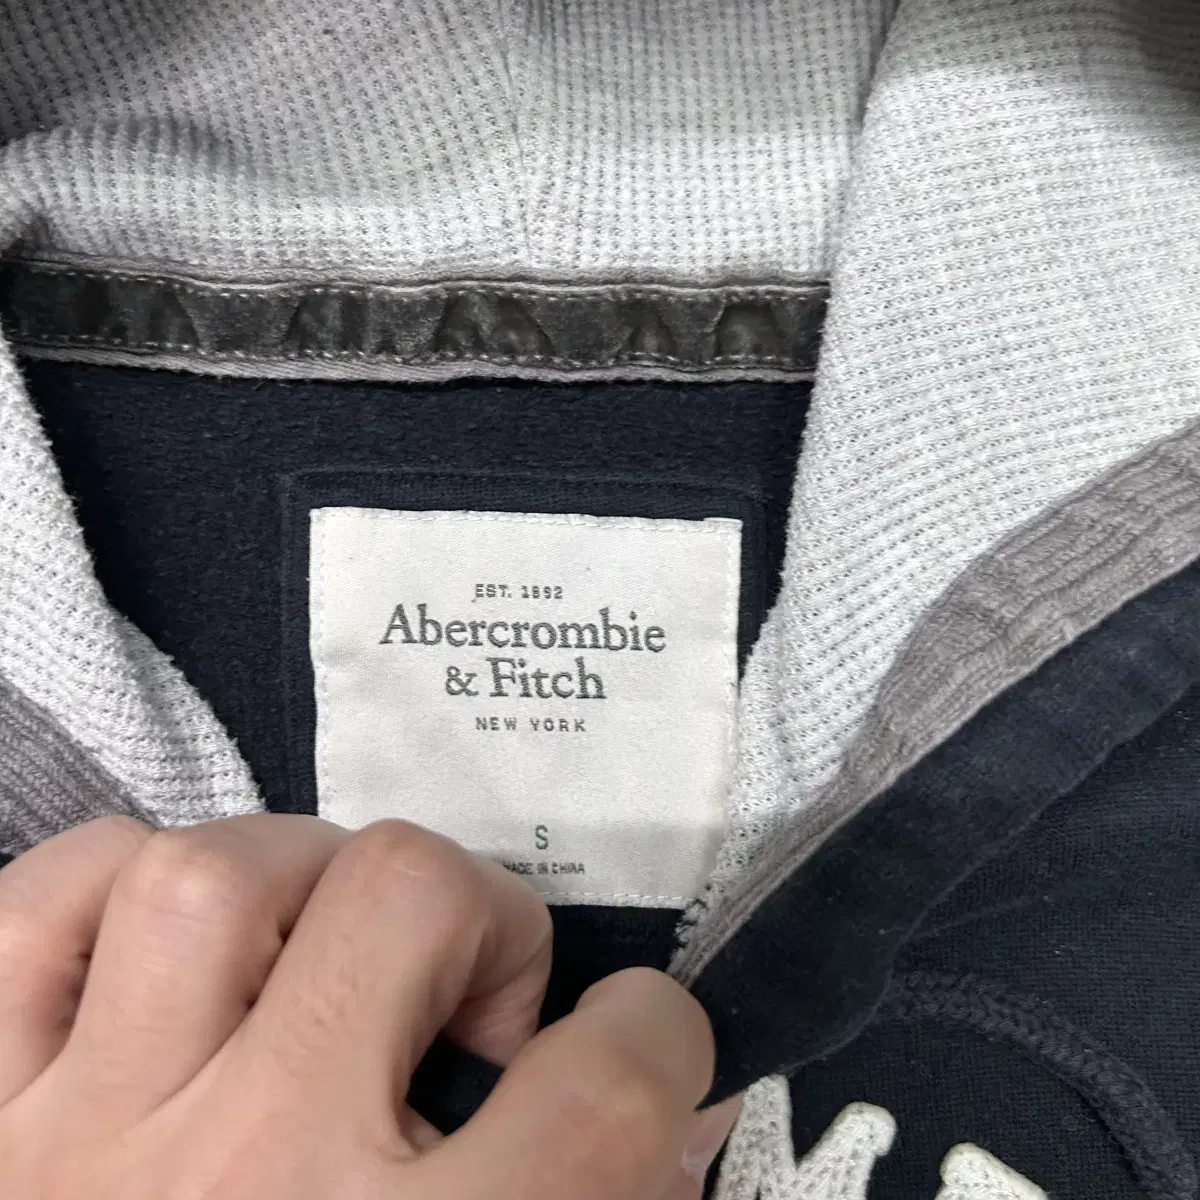 EST. 1892
Abercrombie
& Fitch
NEW YORK
S
MADE IN CHINA